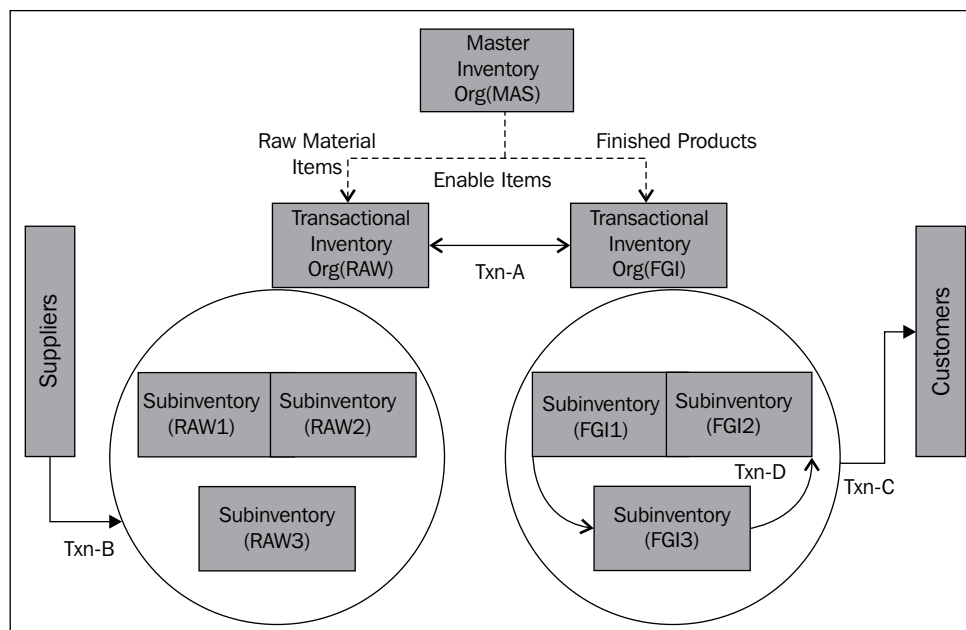 Master
Inventory
Org(MAS)
Raw Material
Items
Finished Products
Enable Items
Transactional
Inventory
Org(RAW)
Txn-A
Transactional
Inventory
Org(FGI)
Suppliers
Customers
Subinventory
(RAW1)
Subinventory
(RAW2)
Subinventory
(RAW3)
Subinventory
(FGI1)
Subinventory
(FGI2)
Subinventory
(FGI3)
Txn-D
Txn-C
Txn-B